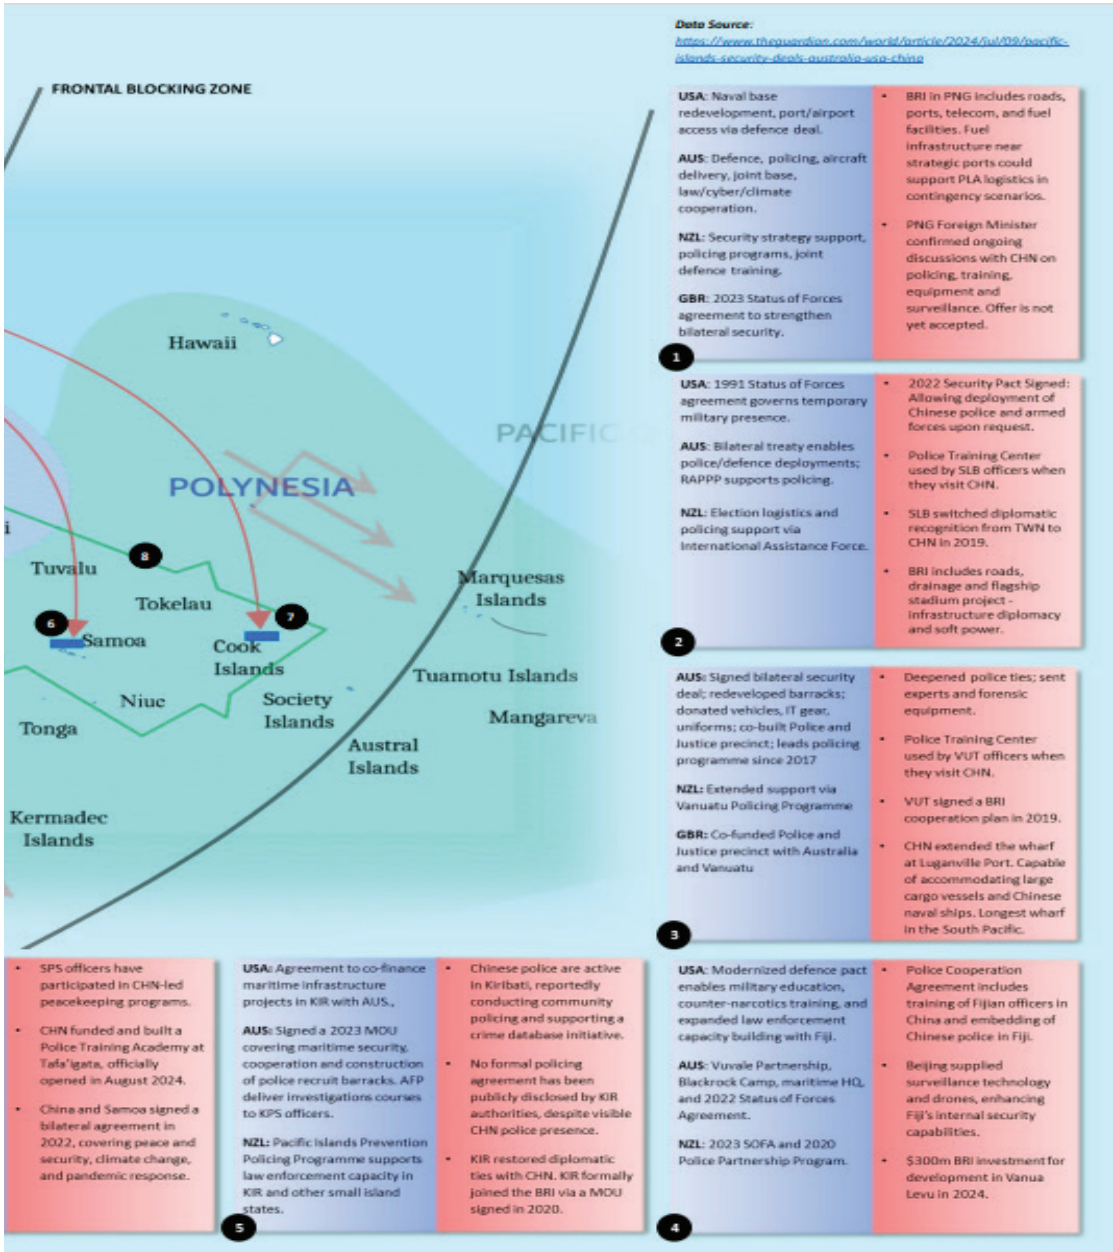 Data Source:
https://www.theguardian.com/world/article/2024/jul/09/pacific-
islands-security-deals-australia-usa-china
FRONTAL BLOCKING ZONE
Hawaii
PACIFIC
POLYNESIA
i
Tuvalu
8
Tokelau
Marquesas
Islands
6
Samoa
7
Cook
Islands
Tuamotu Islands
Niuc
Society
Islands
Mangareva
Tonga
Austral
Islands
Kermadec
Islands
USA: Naval base
redevelopment, port/airport
access via defence deal.
AUS: Defence, policing, aircraft
delivery, joint base,
law/cyber/climate
cooperation.
NZL: Security strategy support,
policing programs, joint
defence training.
GBR: 2023 Status of Forces
agreement to strengthen
bilateral security.
• BRI in PNG includes roads,
ports, telecom, and fuel
facilities. Fuel
infrastructure near
strategic ports could
support PLA logistics in
contingency scenarios.
• PNG Foreign Minister
confirmed ongoing
discussions with CHN on
policing, training,
equipment and
surveillance. Offer is not
yet accepted.
1
USA: 1991 Status of Forces
agreement governs temporary
military presence.
AUS: Bilateral treaty enables
police/defence deployments;
RAPPP supports policing.
NZL: Election logistics and
policing support via
International Assistance Force.
• 2022 Security Pact Signed:
Allowing deployment of
Chinese police and armed
forces upon request.
• Police Training Center
used by SLB officers when
they visit CHN.
• SLB switched diplomatic
recognition from TWN to
CHN in 2019.
• BRI includes roads,
drainage and flagship
stadium project -
infrastructure diplomacy
and soft power.
2
AUS: Signed bilateral security
deal; redeveloped barracks;
donated vehicles, IT gear,
uniforms; co-built Police and
Justice precinct; leads policing
programme since 2017
NZL: Extended support via
Vanuatu Policing Programme
GBR: Co-funded Police and
Justice precinct with Australia
and Vanuatu
• Deepened police ties; sent
experts and forensic
equipment.
• Police Training Center
used by VUT officers when
they visit CHN.
• VUT signed a BRI
cooperation plan in 2019.
• CHN extended the wharf
at Luganville Port. Capable
of accommodating large
cargo vessels and Chinese
naval ships. Longest wharf
in the South Pacific.
3
• SPS officers have
participated in CHN-led
peacekeeping programs.
• CHN funded and built a
Police Training Academy at
Tafa'igata, officially
opened in August 2024.
• China and Samoa signed a
bilateral agreement in
2022, covering peace and
security, climate change,
and pandemic response.
USA: Agreement to co-finance
maritime infrastructure
projects in KIR with AUS.,
AUS: Signed a 2023 MOU
covering maritime security,
cooperation and construction
of police recruit barracks. AFP
deliver investigations courses
to KPS officers.
NZL: Pacific Islands Prevention
Policing Programme supports
law enforcement capacity in
KIR and other small island
states.
• Chinese police are active
in Kiribati, reportedly
conducting community
policing and supporting a
crime database initiative.
• No formal policing
agreement has been
publicly disclosed by KIR
authorities, despite visible
CHN police presence.
• KIR restored diplomatic
ties with CHN. KIR formally
joined the BRI via a MOU
signed in 2020.
5
USA: Modernized defence pact
enables military education,
counter-narcotics training, and
expanded law enforcement
capacity building with Fiji.
AUS: Vuvale Partnership,
Blackrock Camp, maritime HQ,
and 2022 Status of Forces
Agreement.
NZL: 2023 SOFA and 2020
Police Partnership Program.
• Police Cooperation
Agreement includes
training of Fijian officers in
China and embedding of
Chinese police in Fiji.
• Beijing supplied
surveillance technology
and drones, enhancing
Fiji's internal security
capabilities.
• $300m BRI investment for
development in Vanua
Levu in 2024.
4